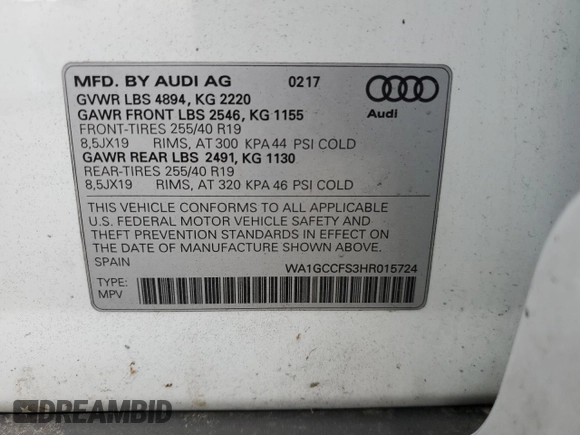 MFD. BY AUDI AG 0217
GVWR LBS 4894, KG 2220
GAWR FRONT LBS 2546, KG 1155
FRONT-TIRES 255/40 R19
8,5JX19 RIMS, AT 300 KPA 44 PSI COLD
GAWR REAR LBS 2491, KG 1130
REAR-TIRES 255/40 R19
8,5JX19 RIMS, AT 320 KPA 46 PSI COLD
Audi
THIS VEHICLE CONFORMS TO ALL APPLICABLE
U.S. FEDERAL MOTOR VEHICLE SAFETY AND
THEFT PREVENTION STANDARDS IN EFFECT ON
THE DATE OF MANUFACTURE SHOWN ABOVE.
SPAIN
WA1GCCFS3HR015724
TYPE:
MPV
DREAMBID